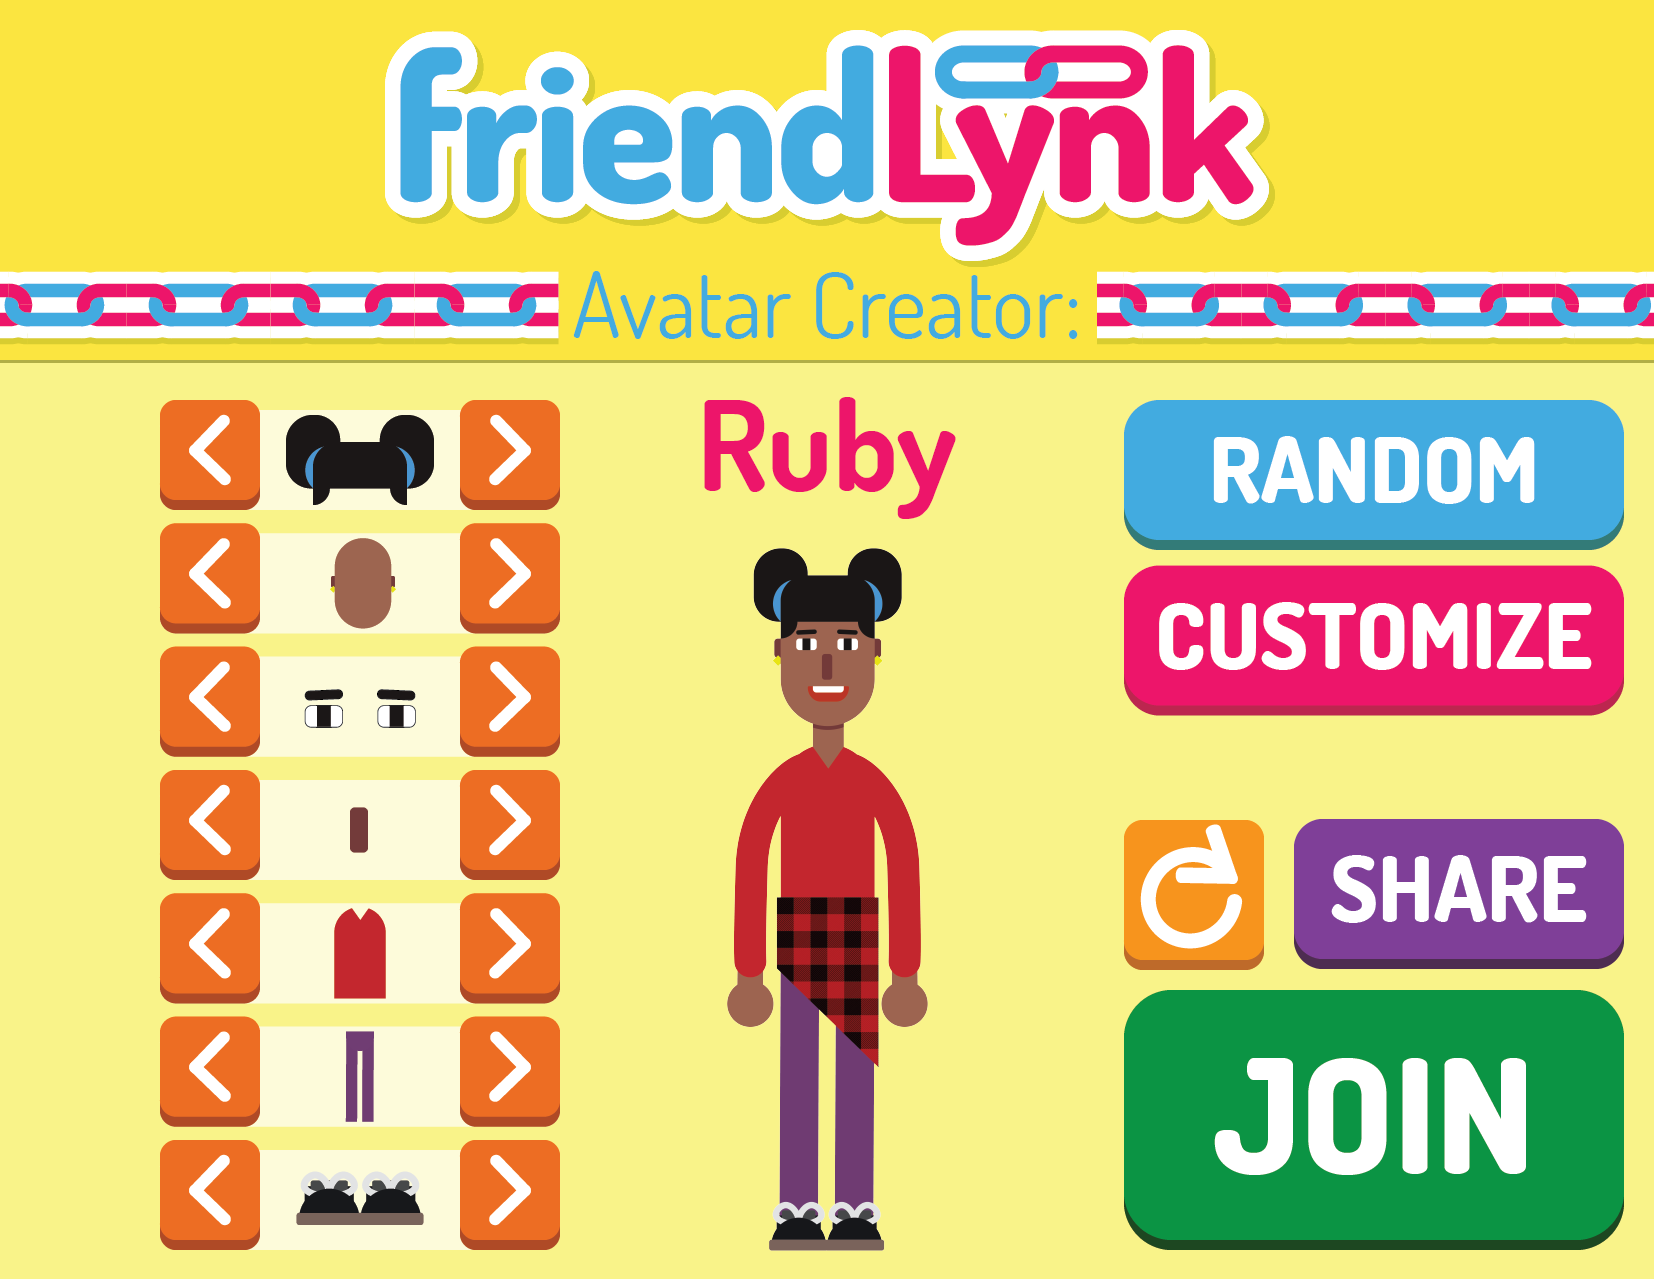 friendLynk
Avatar Creator:
Ruby
RANDOM
CUSTOMIZE
SHARE
JOIN